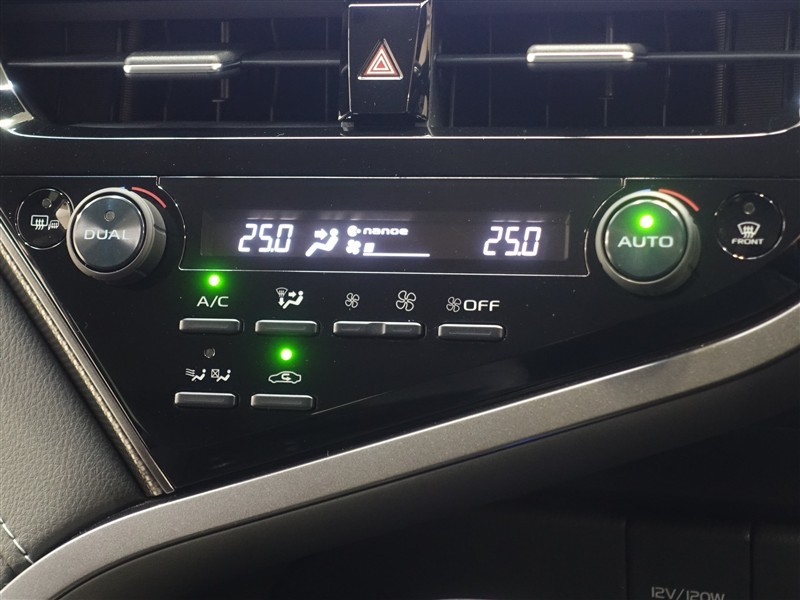 DUAL
25.0
nanoe
25.0
AUTO
FRONT
A/C
OFF
12V/120W